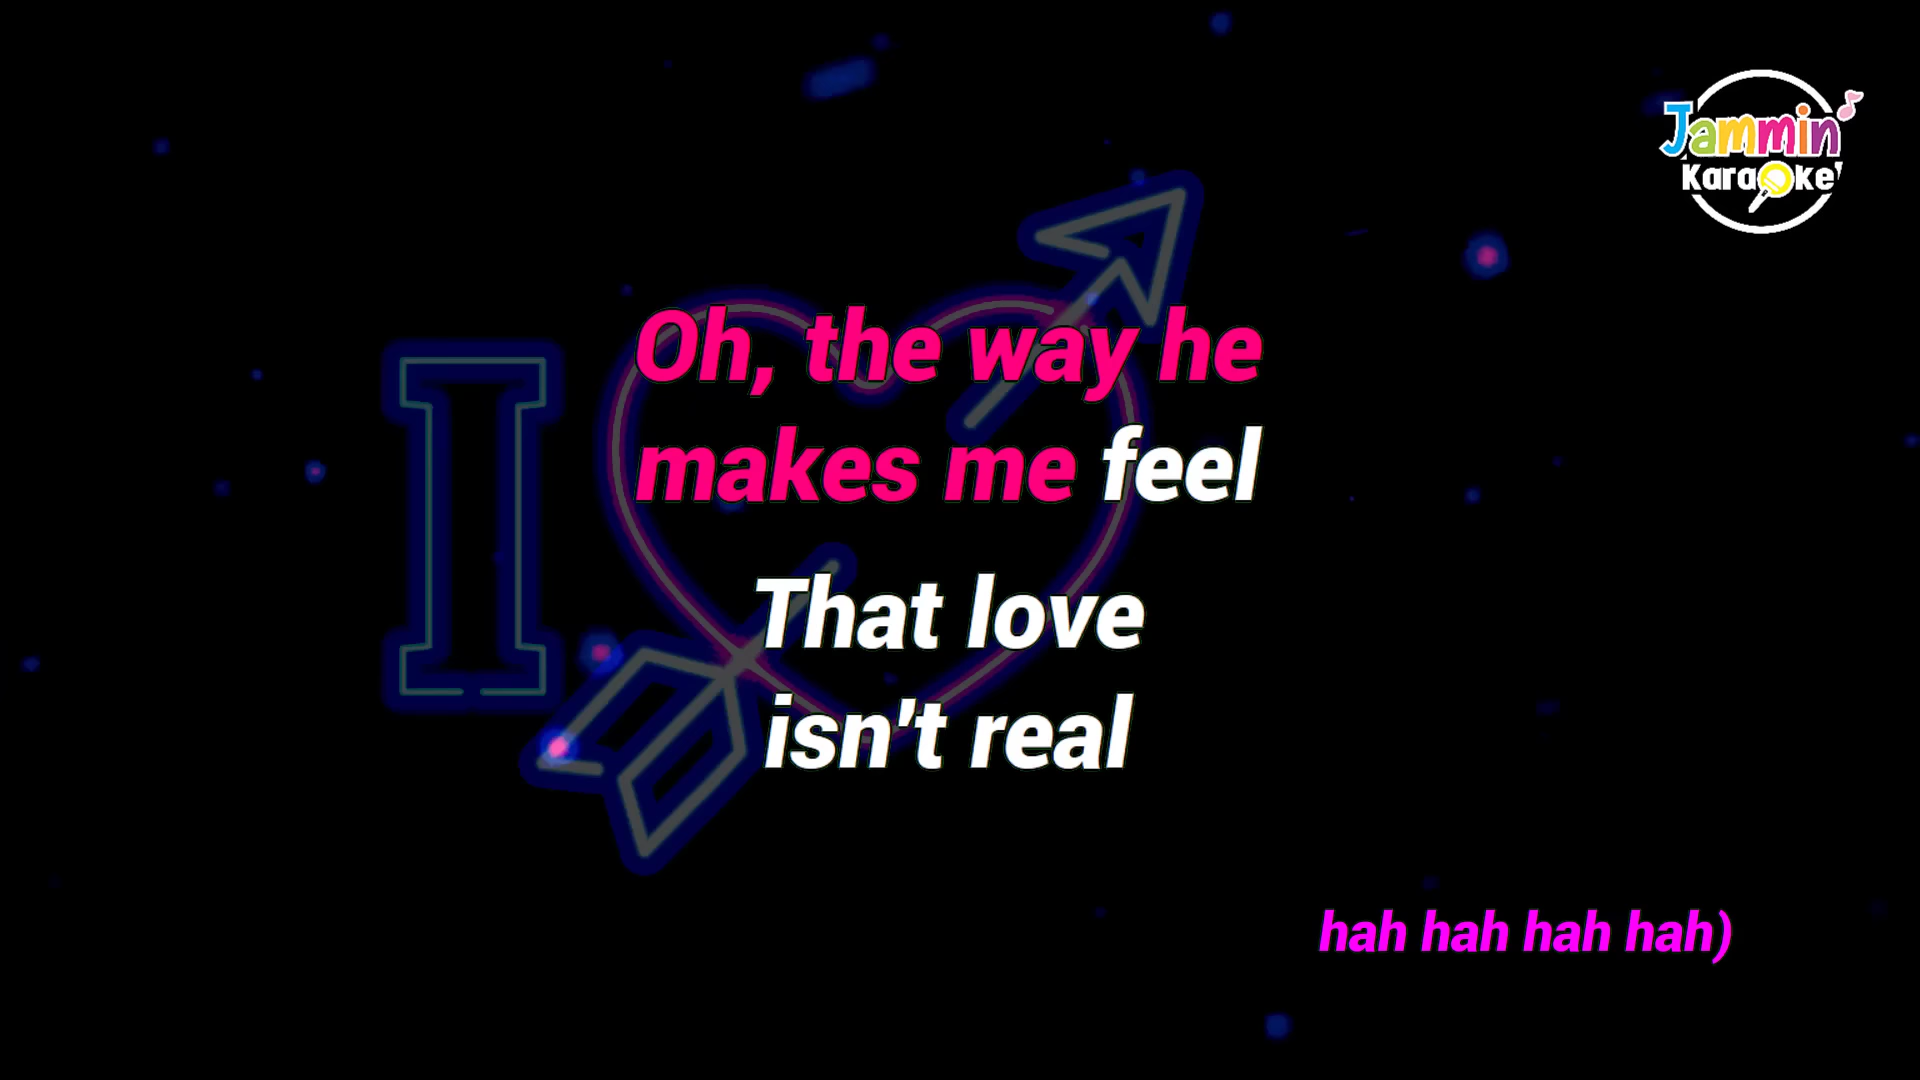 Jammin'
Karaoke
Oh, the way he
makes me feel
That love
isn't real
hah hah hah hah)
I